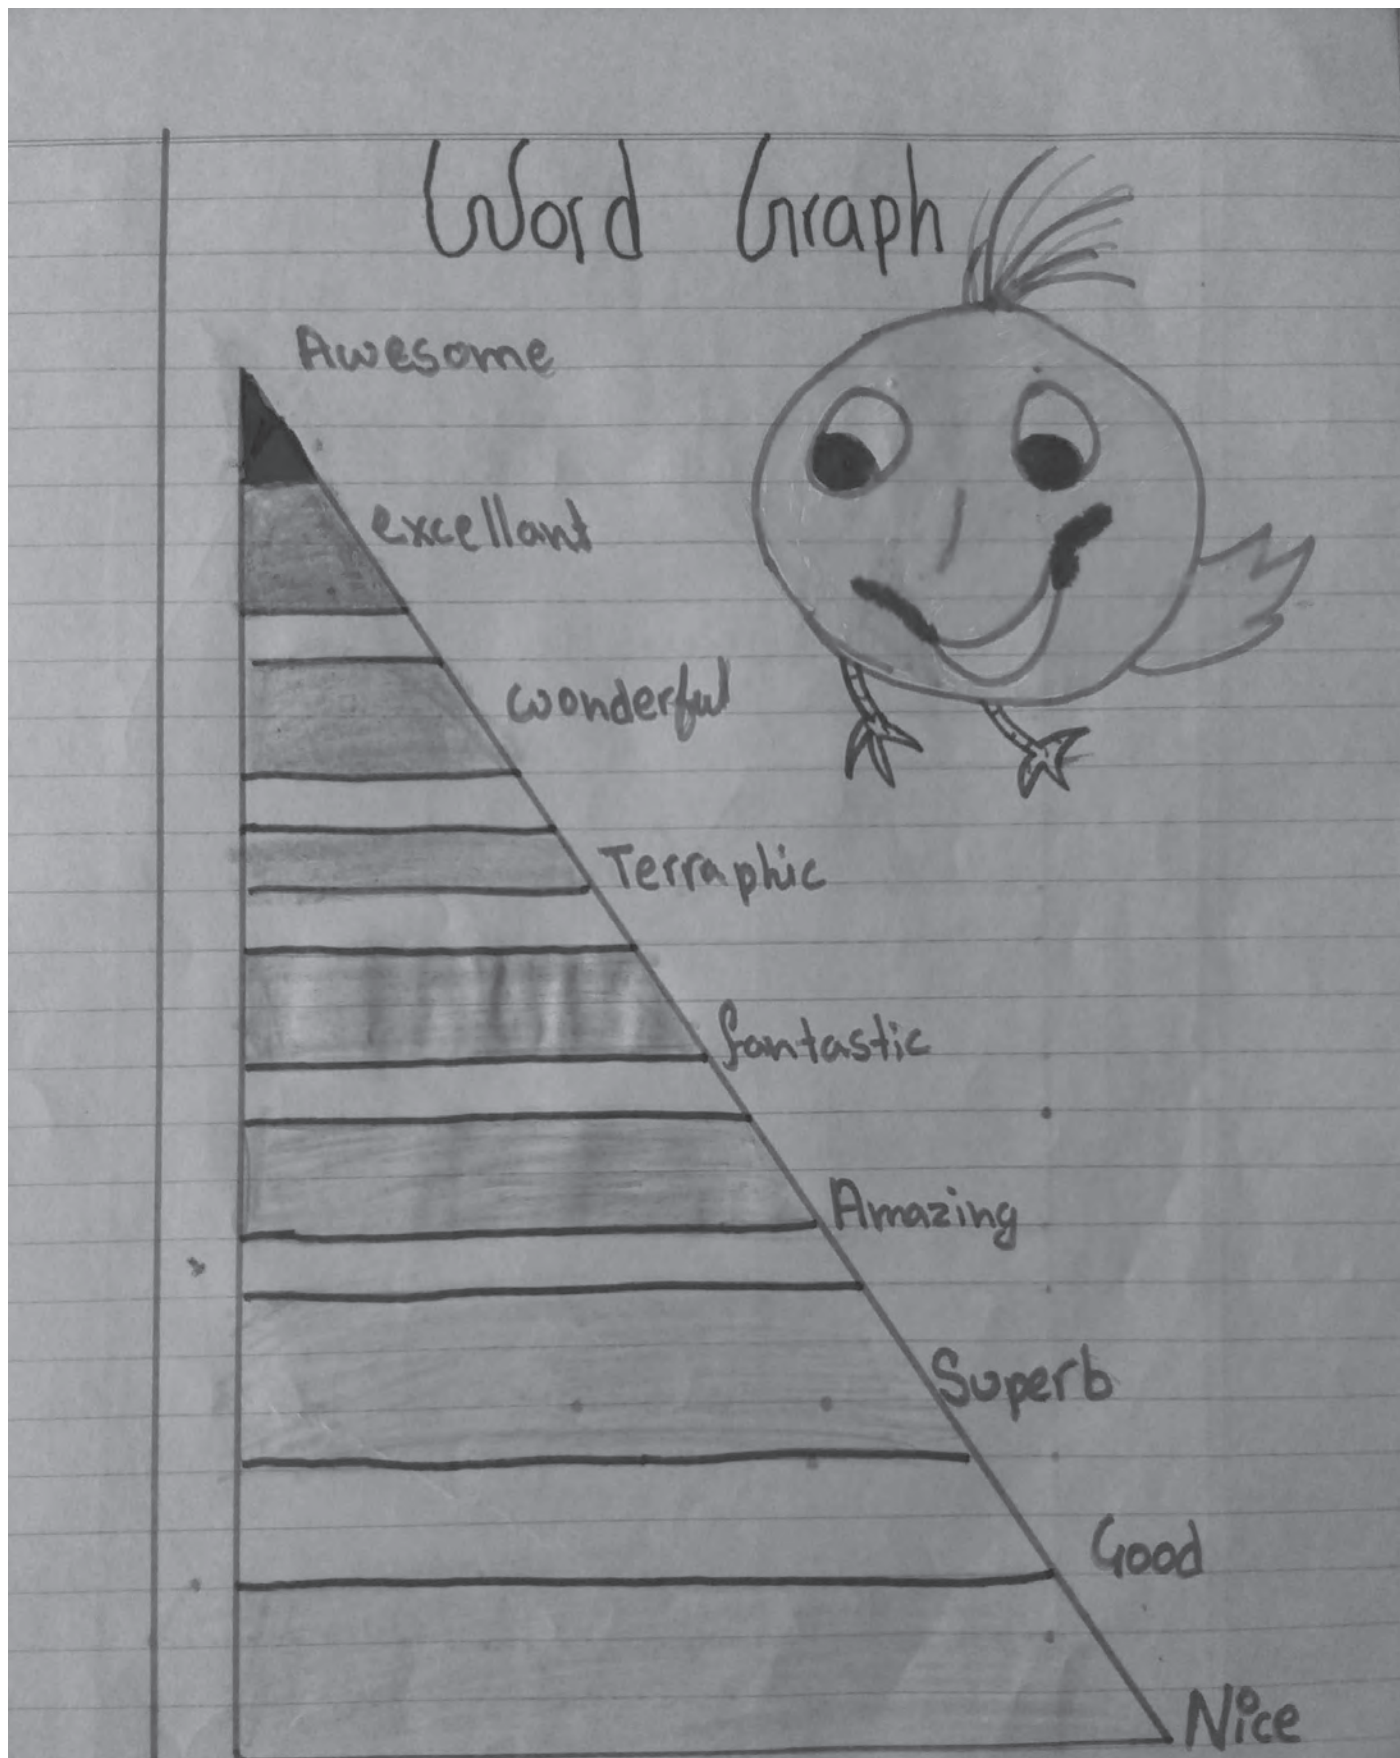 Word Graph
Awesome
excellant
wonderful
Terraphic
fantastic
Amazing
Superb
Good
Nice